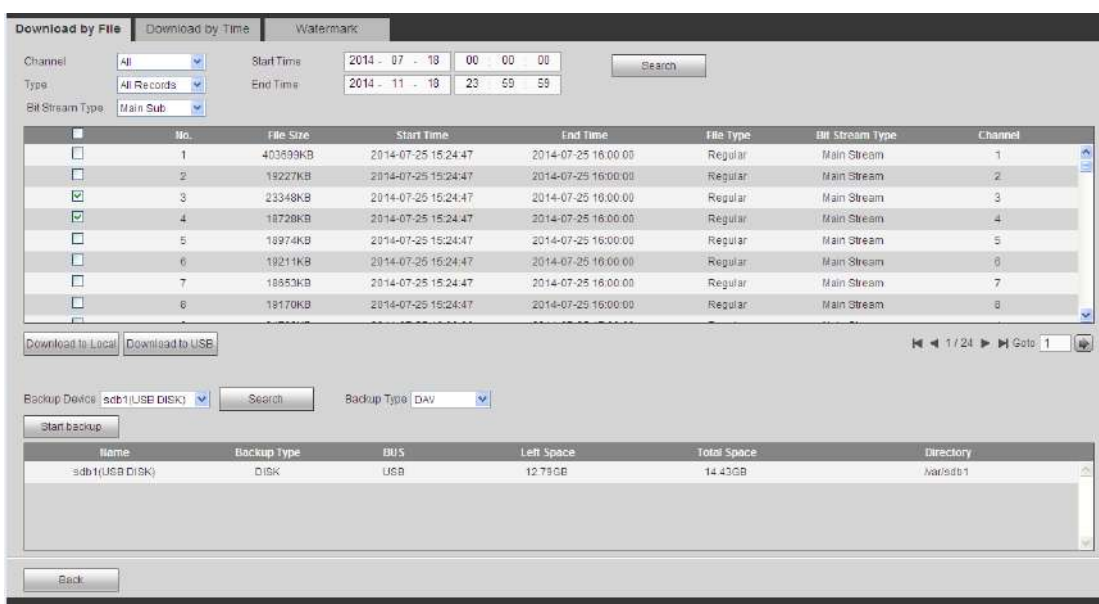 Download by File Download by Time Watermark
Channel All Start Time 2014 - 07 - 18 00 : 00 : 00 Search
Type All Records End Time 2014 - 11 - 18 23 : 59 : 59
Bit Stream Type Main Sub
No. File Size Start Time End Time File Type Bit Stream Type Channel
1 403699KB 2014-07-25 15:24:47 2014-07-25 16:00:00 Regular Main Stream 1
2 19227KB 2014-07-25 15:24:47 2014-07-25 16:00:00 Regular Main Stream 2
3 23348KB 2014-07-25 15:24:47 2014-07-25 16:00:00 Regular Main Stream 3
4 18728KB 2014-07-25 15:24:47 2014-07-25 16:00:00 Regular Main Stream 4
5 18974KB 2014-07-25 15:24:47 2014-07-25 16:00:00 Regular Main Stream 5
6 19211KB 2014-07-25 15:24:47 2014-07-25 16:00:00 Regular Main Stream 6
7 18653KB 2014-07-25 15:24:47 2014-07-25 16:00:00 Regular Main Stream 7
8 19170KB 2014-07-25 15:24:47 2014-07-25 16:00:00 Regular Main Stream 8
Download to Local Download to USB 1 / 24 Goto 1
Backup Device sdb1(USB DISK) Search Backup Type DAV
Start backup
Name Backup Type BUS Left Space Total Space Directory
sdb1(USB DISK) DISK USB 12.79GB 14.43GB /var/sdb1
Back